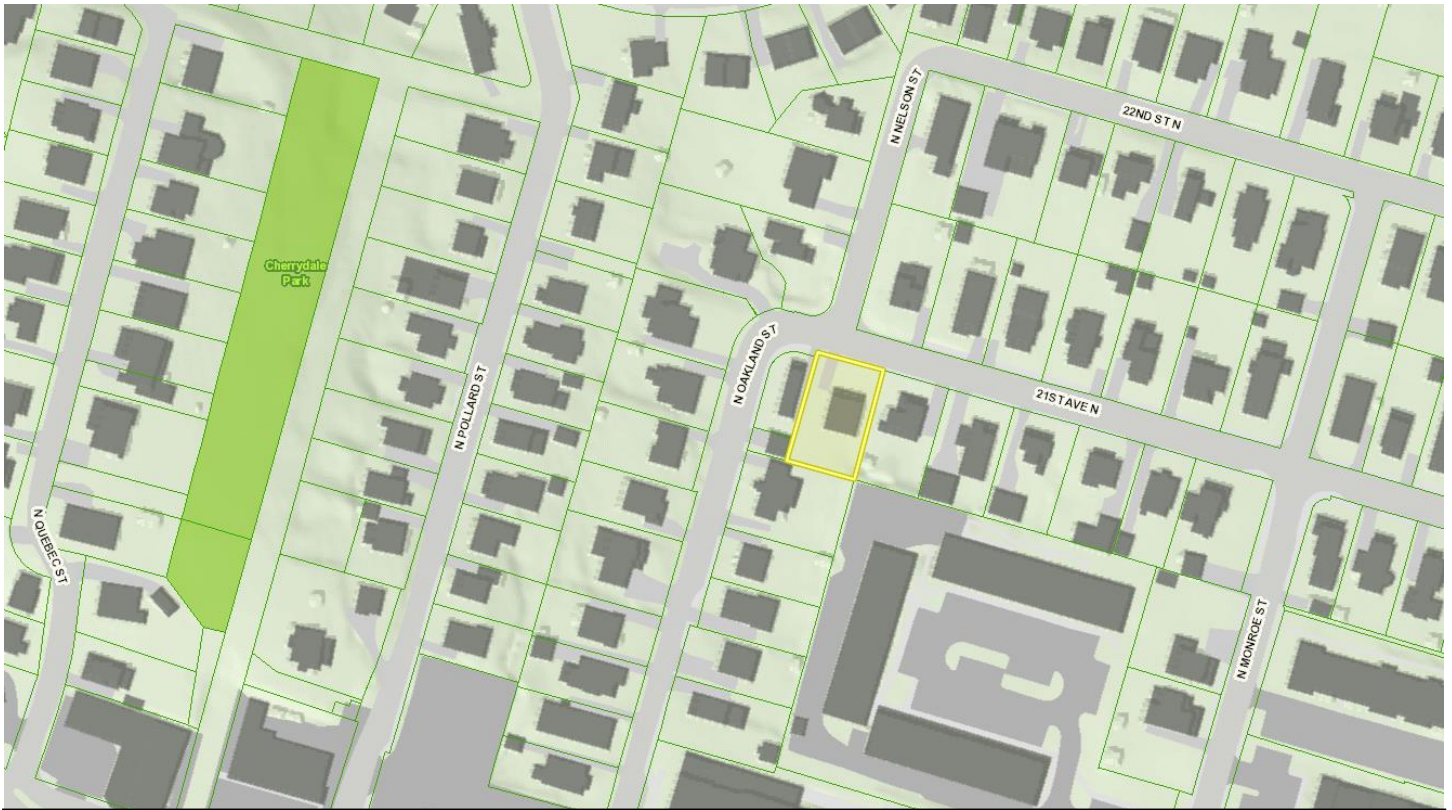 22ND ST N
N NELSON ST
Cherrydale
Park
N OAKLAND ST
N POLLARD ST
21ST AVE N
N QUEBEC ST
N MONROE ST